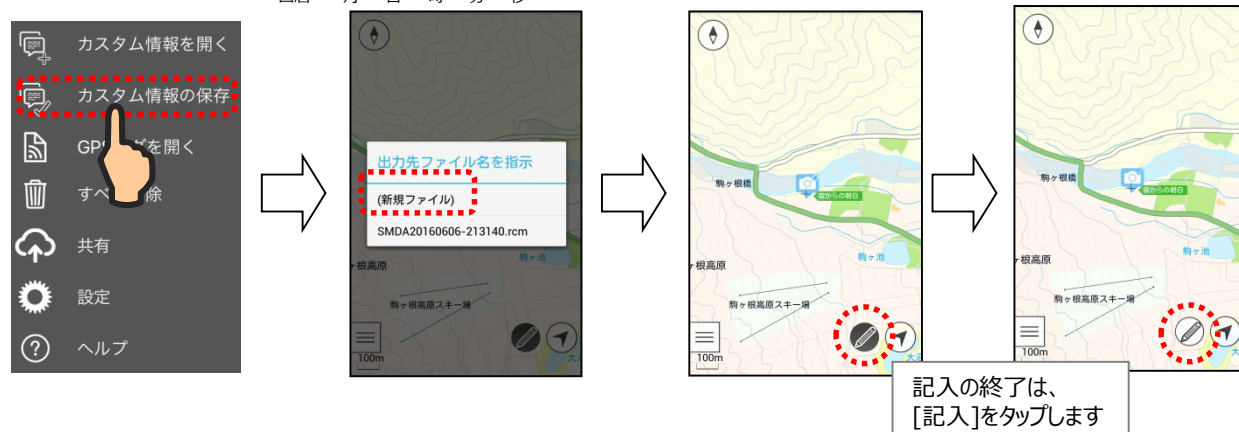 カスタム情報を開く
カスタム情報の保存
を開く
共有
設定
ヘルプ
出力先ファイル名を指示
(新規ファイル)
SMDA20160606-213140.rcm
駒ヶ池
ヶ根高原
駒ヶ根高原スキー場
100m
駒ヶ根橋
宿からの朝日
駒ヶ池
ヶ根高原
駒ヶ根高原スキー場
100m
駒ヶ根橋
宿からの朝日
駒ヶ池
ヶ根高原
駒ヶ根高原スキー場
100m
記入の終了は、
[記入]をタップします